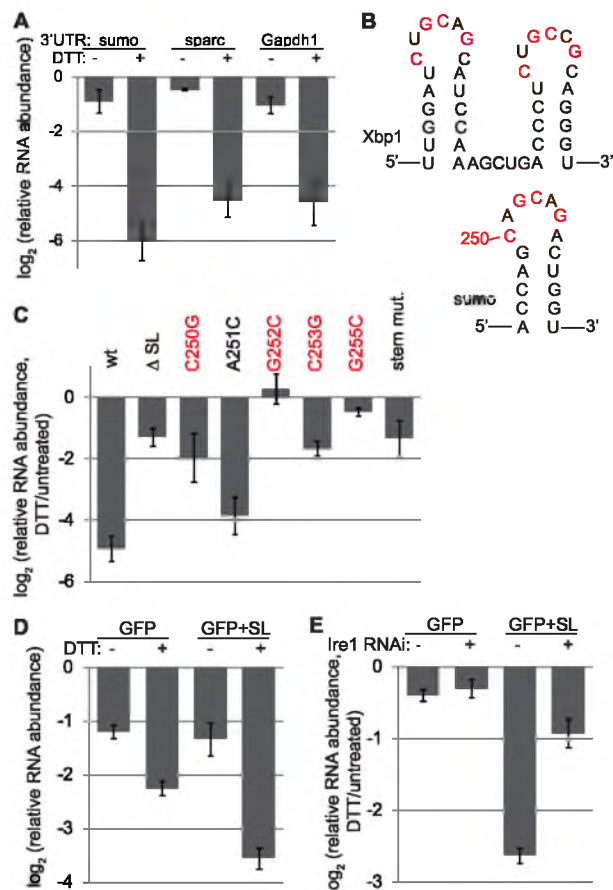 A
3'UTR: sumo sparc Gapdh1
DTT: - + - + - +
0
-2
-4
-6
log2 (relative RNA abundance)
B
Xbp1
5'
U U G G A U C U G C A G C A U C C A A AGCUGA C C C U C U G C C G C A G G G U
3'
250
sumo
5'
A C C A G C A G C A G A C U G G U
3'
C
wt
Δ SL
C250G
A251C
G252C
C253G
G255C
stem mut.
0
-2
-4
-6
log2 (relative RNA abundance, DTT/untreated)
D
GFP GFP+SL
DTT: - + - +
0
-1
-2
-3
-4
log2 (relative RNA abundance)
E
GFP GFP+SL
Ire1 RNAi: - + - +
0
-1
-2
-3
og2 (relative RNA abundance, DTT/untreated)